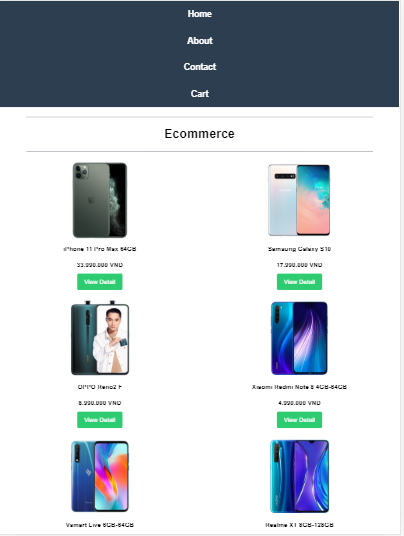 Home
About
Contact
Cart
Ecommerce
iPhone 11 Pro Max 64GB
Samsung Galaxy S10
33.990.000 VND
17.990.000 VND
View Detail
View Detail
OPPO Reno2 F
Xiaomi Redmi Note 8 4GB-64GB
8.990.000 VND
4.990.000 VND
View Detail
View Detail
Vsmart Live 6GB-64GB
Realme XT 8GB-128GB